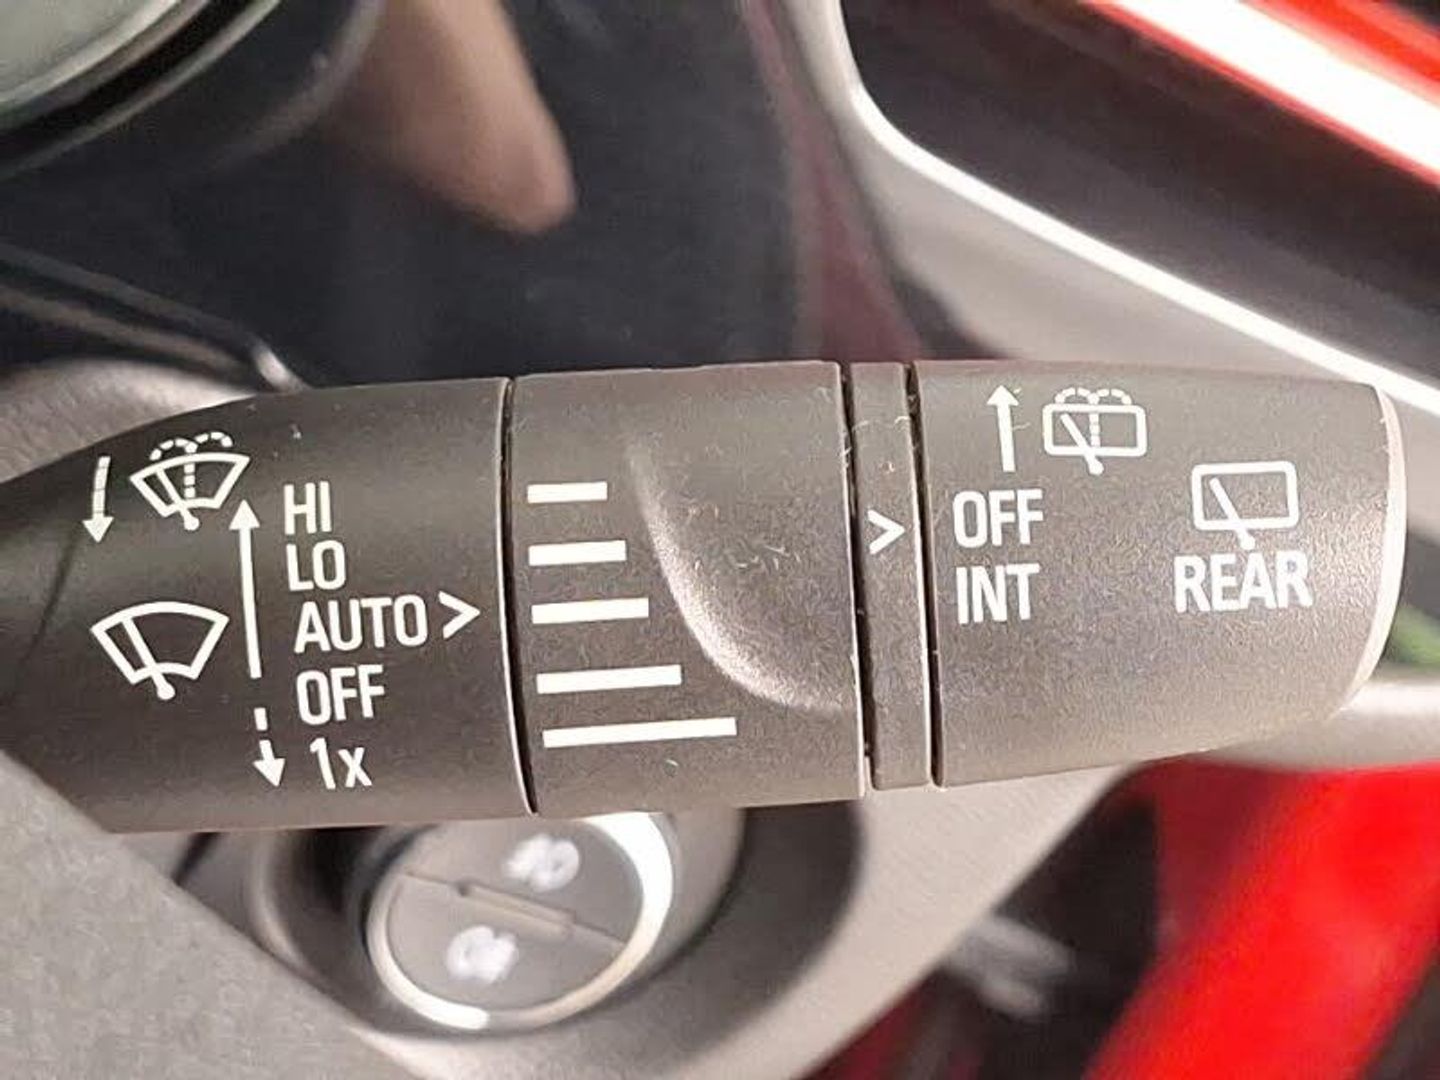 HI
LO
AUTO >
OFF
1x
>
OFF
INT
REAR